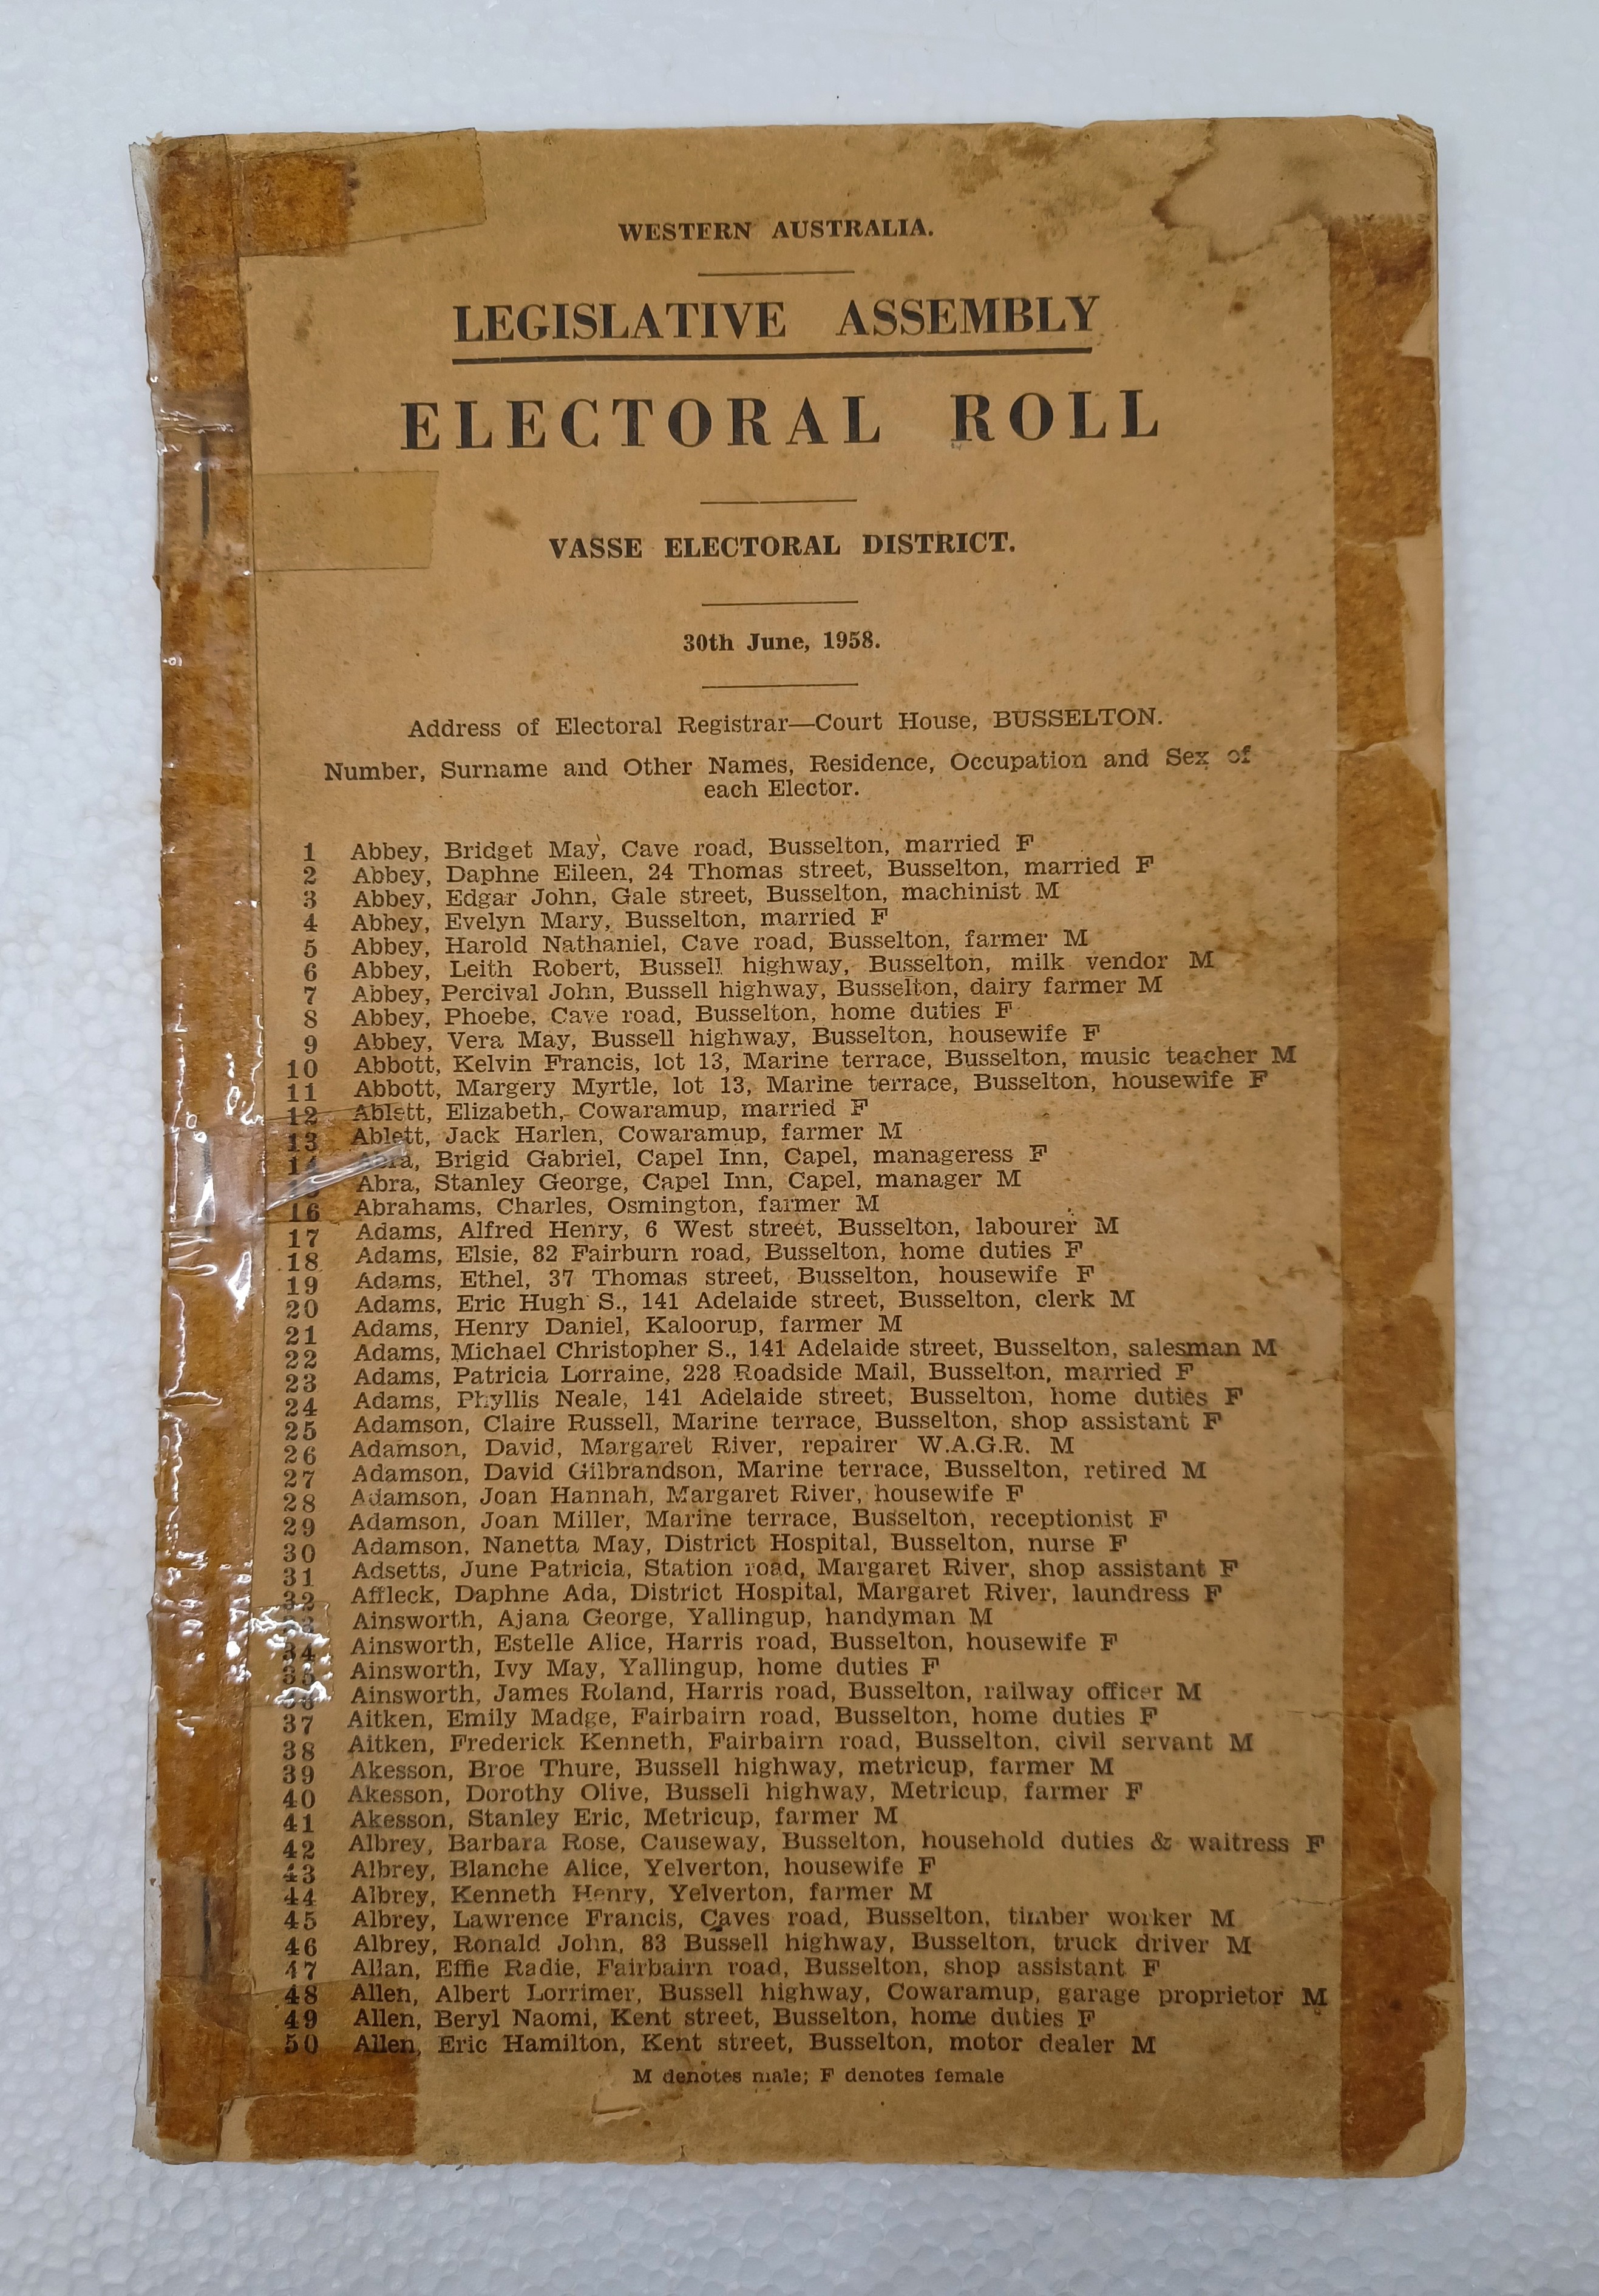 WESTERN AUSTRALIA.
LEGISLATIVE ASSEMBLY
ELECTORAL ROLL
VASSE ELECTORAL DISTRICT.
30th June, 1958.
Address of Electoral Registrar—Court House, BUSSELTON.
Number, Surname and Other Names, Residence, Occupation and Sex of
each Elector.
1 Abbey, Bridget May, Cave road, Busselton, married F
2 Abbey, Daphne Eileen, 24 Thomas street, Busselton, married F
3 Abbey, Edgar John, Gale street, Busselton, machinist M
4 Abbey, Evelyn Mary, Busselton, married F
5 Abbey, Harold Nathaniel, Cave road, Busselton, farmer M
6 Abbey, Leith Robert, Bussell highway, Busselton, milk vendor M
7 Abbey, Percival John, Bussell highway, Busselton, dairy farmer M
8 Abbey, Phoebe, Cave road, Busselton, home duties F
9 Abbey, Vera May, Bussell highway, Busselton, housewife F
10 Abbott, Kelvin Francis, lot 13, Marine terrace, Busselton, music teacher M
11 Abbott, Margery Myrtle, lot 13, Marine terrace, Busselton, housewife F
12 Ablett, Elizabeth, Cowaramup, married F
13 Ablett, Jack Harlen, Cowaramup, farmer M
14 Abra, Brigid Gabriel, Capel Inn, Capel, manageress F
Abra, Stanley George, Capel Inn, Capel, manager M
16 Abrahams, Charles, Osmington, farmer M
17 Adams, Alfred Henry, 6 West street, Busselton, labourer M
18 Adams, Elsie, 82 Fairburn road, Busselton, home duties F
19 Adams, Ethel, 37 Thomas street, Busselton, housewife F
20 Adams, Eric Hugh S., 141 Adelaide street, Busselton, clerk M
21 Adams, Henry Daniel, Kaloorup, farmer M
22 Adams, Michael Christopher S., 141 Adelaide street, Busselton, salesman M
23 Adams, Patricia Lorraine, 228 Roadside Mail, Busselton, married F
24 Adams, Phyllis Neale, 141 Adelaide street, Busselton, home duties F
25 Adamson, Claire Russell, Marine terrace, Busselton, shop assistant F
26 Adamson, David, Margaret River, repairer W.A.G.R. M
27 Adamson, David Gilbrandson, Marine terrace, Busselton, retired M
28 Adamson, Joan Hannah, Margaret River, housewife F
29 Adamson, Joan Miller, Marine terrace, Busselton, receptionist F
30 Adamson, Nanetta May, District Hospital, Busselton, nurse F
31 Adsetts, June Patricia, Station road, Margaret River, shop assistant F
32 Affleck, Daphne Ada, District Hospital, Margaret River, laundress F
33 Ainsworth, Ajana George, Yallingup, handyman M
34 Ainsworth, Estelle Alice, Harris road, Busselton, housewife F
35 Ainsworth, Ivy May, Yallingup, home duties F
Ainsworth, James Roland, Harris road, Busselton, railway officer M
37 Aitken, Emily Madge, Fairbairn road, Busselton, home duties F
38 Aitken, Frederick Kenneth, Fairbairn road, Busselton, civil servant M
39 Akesson, Broe Thure, Bussell highway, metricup, farmer M
40 Akesson, Dorothy Olive, Bussell highway, Metricup, farmer F
41 Akesson, Stanley Eric, Metricup, farmer M
42 Albrey, Barbara Rose, Causeway, Busselton, household duties & waitress F
43 Albrey, Blanche Alice, Yelverton, housewife F
44 Albrey, Kenneth Henry, Yelverton, farmer M
45 Albrey, Lawrence Francis, Caves road, Busselton, timber worker M
46 Albrey, Ronald John, 83 Bussell highway, Busselton, truck driver M
47 Allan, Effie Radie, Fairbairn road, Busselton, shop assistant F
48 Allen, Albert Lorrimer, Bussell highway, Cowaramup, garage proprietor M
49 Allen, Beryl Naomi, Kent street, Busselton, home duties F
50 Allen, Eric Hamilton, Kent street, Busselton, motor dealer M
M denotes male; F denotes female